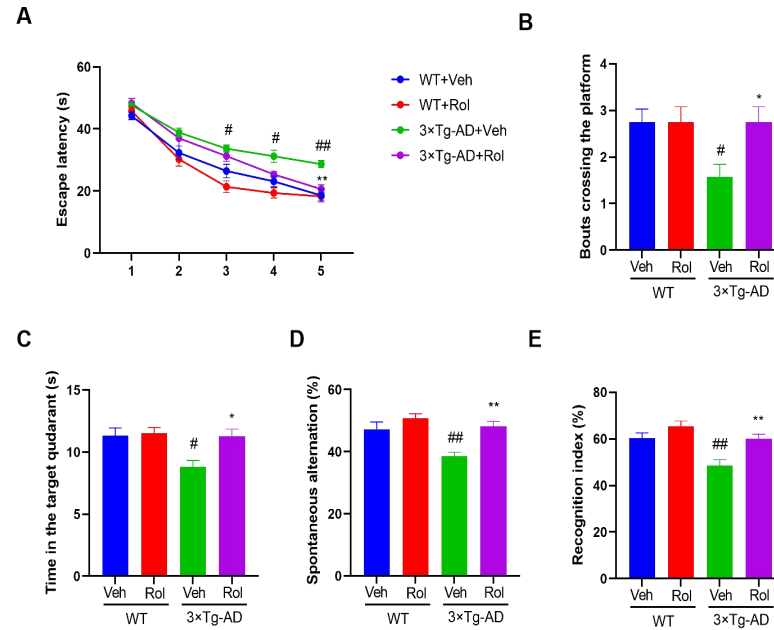 A
Escape latency (s)
60
40
20
0
1 2 3 4 5
#
#
##
**
WT+Veh
WT+Rol
3×Tg-AD+Veh
3×Tg-AD+Rol
B
Bouts crossing the platform
4
3
2
1
0
#
*
Veh Rol Veh Rol
WT 3×Tg-AD
C
Time in the target qudarant (s)
15
10
5
0
#
*
Veh Rol Veh Rol
WT 3×Tg-AD
D
Spontaneous alternation (%)
60
40
20
0
##
**
Veh Rol Veh Rol
WT 3×Tg-AD
E
Recognition index (%)
80
60
40
20
0
##
**
Veh Rol Veh Rol
WT 3×Tg-AD